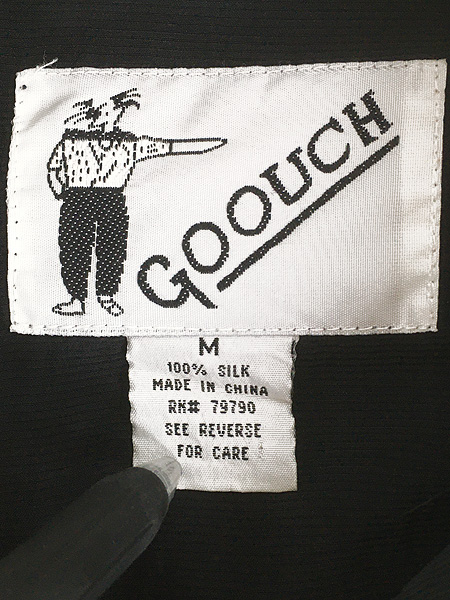 GOOUCH
M
100% SILK
MADE IN CHINA
RN# 79790
SEE REVERSE
FOR CARE